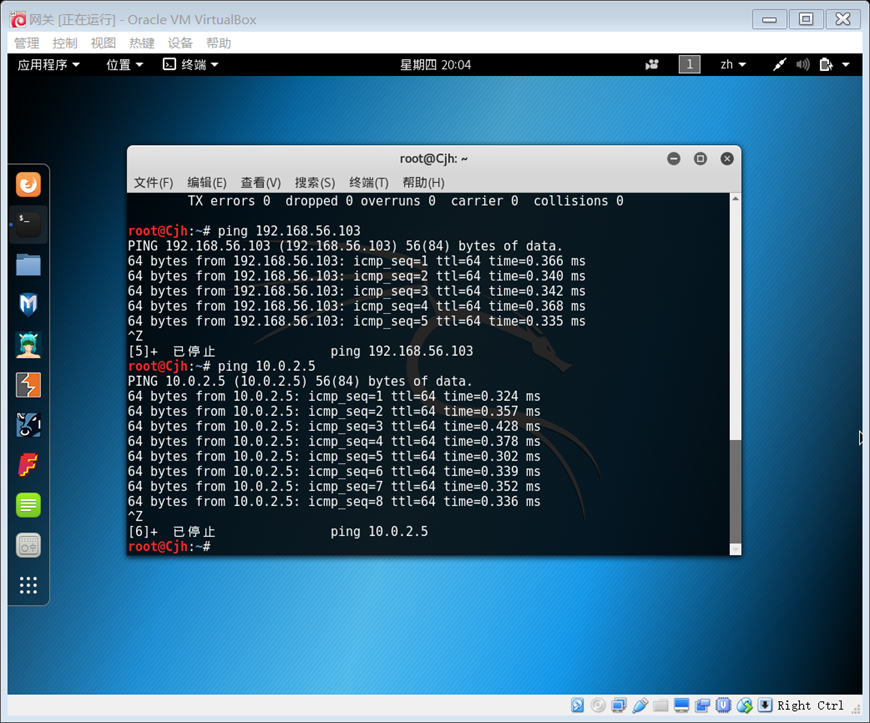 网关 [正在运行] - Oracle VM VirtualBox
管理 控制 视图 热键 设备 帮助
应用程序 位置 终端 星期四 20:04 1 zh
root@Cjh: ~
文件(F) 编辑(E) 查看(V) 搜索(S) 终端(T) 帮助(H)
TX errors 0  dropped 0 overruns 0  carrier 0  collisions 0
root@Cjh:~# ping 192.168.56.103
PING 192.168.56.103 (192.168.56.103) 56(84) bytes of data.
64 bytes from 192.168.56.103: icmp_seq=1 ttl=64 time=0.366 ms
64 bytes from 192.168.56.103: icmp_seq=2 ttl=64 time=0.340 ms
64 bytes from 192.168.56.103: icmp_seq=3 ttl=64 time=0.342 ms
64 bytes from 192.168.56.103: icmp_seq=4 ttl=64 time=0.368 ms
64 bytes from 192.168.56.103: icmp_seq=5 ttl=64 time=0.335 ms
^Z
[5]+  已停止               ping 192.168.56.103
root@Cjh:~# ping 10.0.2.5
PING 10.0.2.5 (10.0.2.5) 56(84) bytes of data.
64 bytes from 10.0.2.5: icmp_seq=1 ttl=64 time=0.324 ms
64 bytes from 10.0.2.5: icmp_seq=2 ttl=64 time=0.357 ms
64 bytes from 10.0.2.5: icmp_seq=3 ttl=64 time=0.428 ms
64 bytes from 10.0.2.5: icmp_seq=4 ttl=64 time=0.378 ms
64 bytes from 10.0.2.5: icmp_seq=5 ttl=64 time=0.302 ms
64 bytes from 10.0.2.5: icmp_seq=6 ttl=64 time=0.339 ms
64 bytes from 10.0.2.5: icmp_seq=7 ttl=64 time=0.352 ms
64 bytes from 10.0.2.5: icmp_seq=8 ttl=64 time=0.336 ms
^Z
[6]+  已停止               ping 10.0.2.5
root@Cjh:~#
Right Ctrl